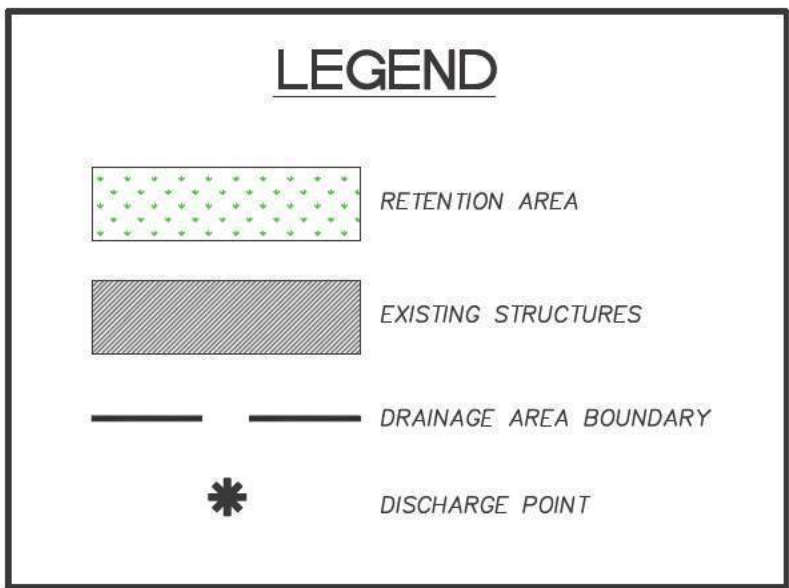 LEGEND
RETENTION AREA
EXISTING STRUCTURES
DRAINAGE AREA BOUNDARY
DISCHARGE POINT